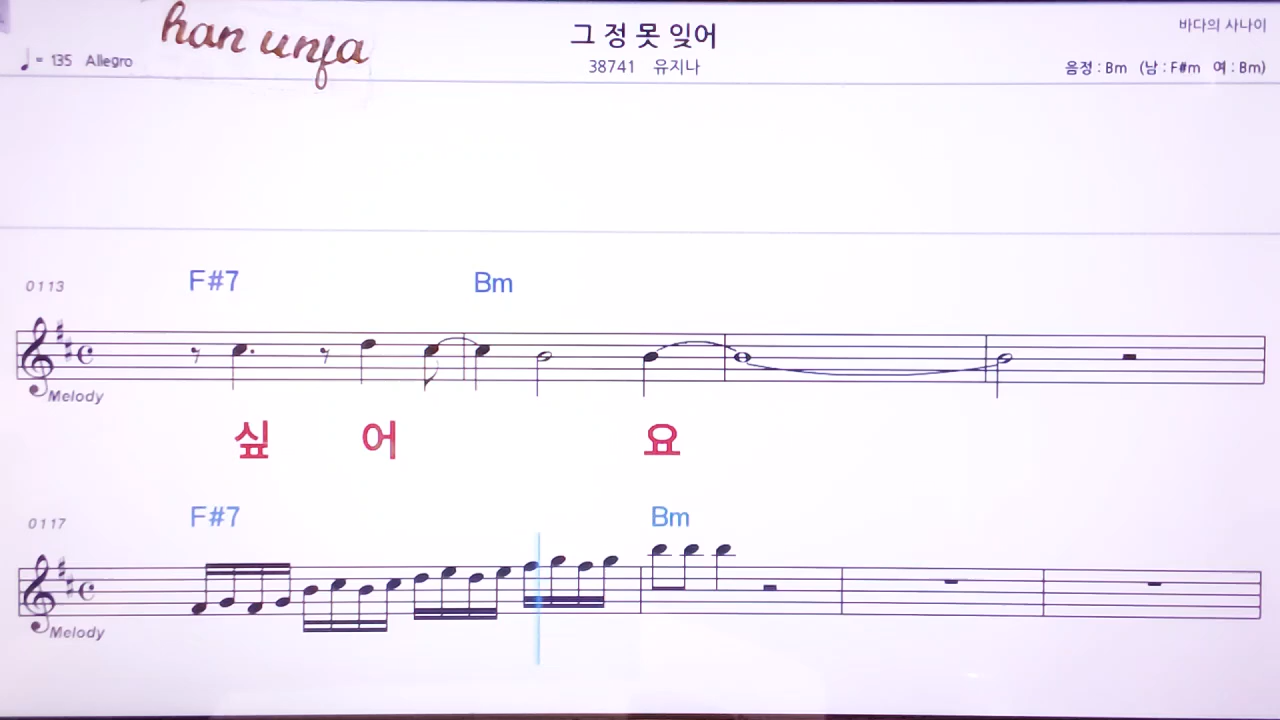 han unja
그 정 못 잊어
바다의 사나이
♩= 135 Allegro
38741 유지나
음정 : Bm (남 : F#m 여 : Bm)
0113 F#7 Bm
Melody
싶 어 요
0117 F#7 Bm
Melody